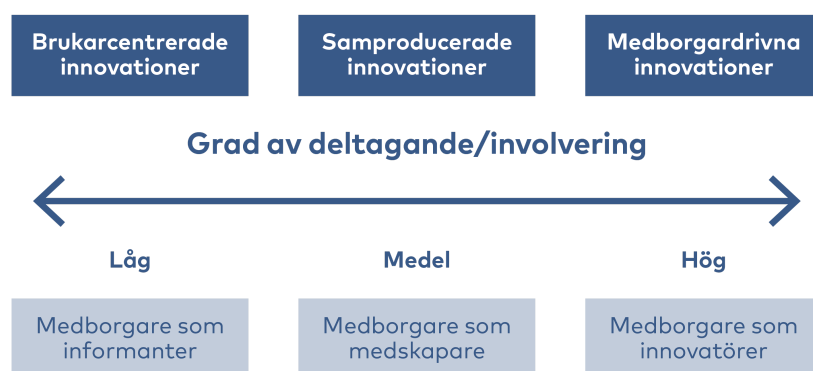 Brukarcentrerade
innovationer
Samproducerade
innovationer
Medborgardrivna
innovationer
Grad av deltagande/involvering
Låg
Medel
Hög
Medborgare som
informanter
Medborgare som
medskapare
Medborgare som
innovatörer